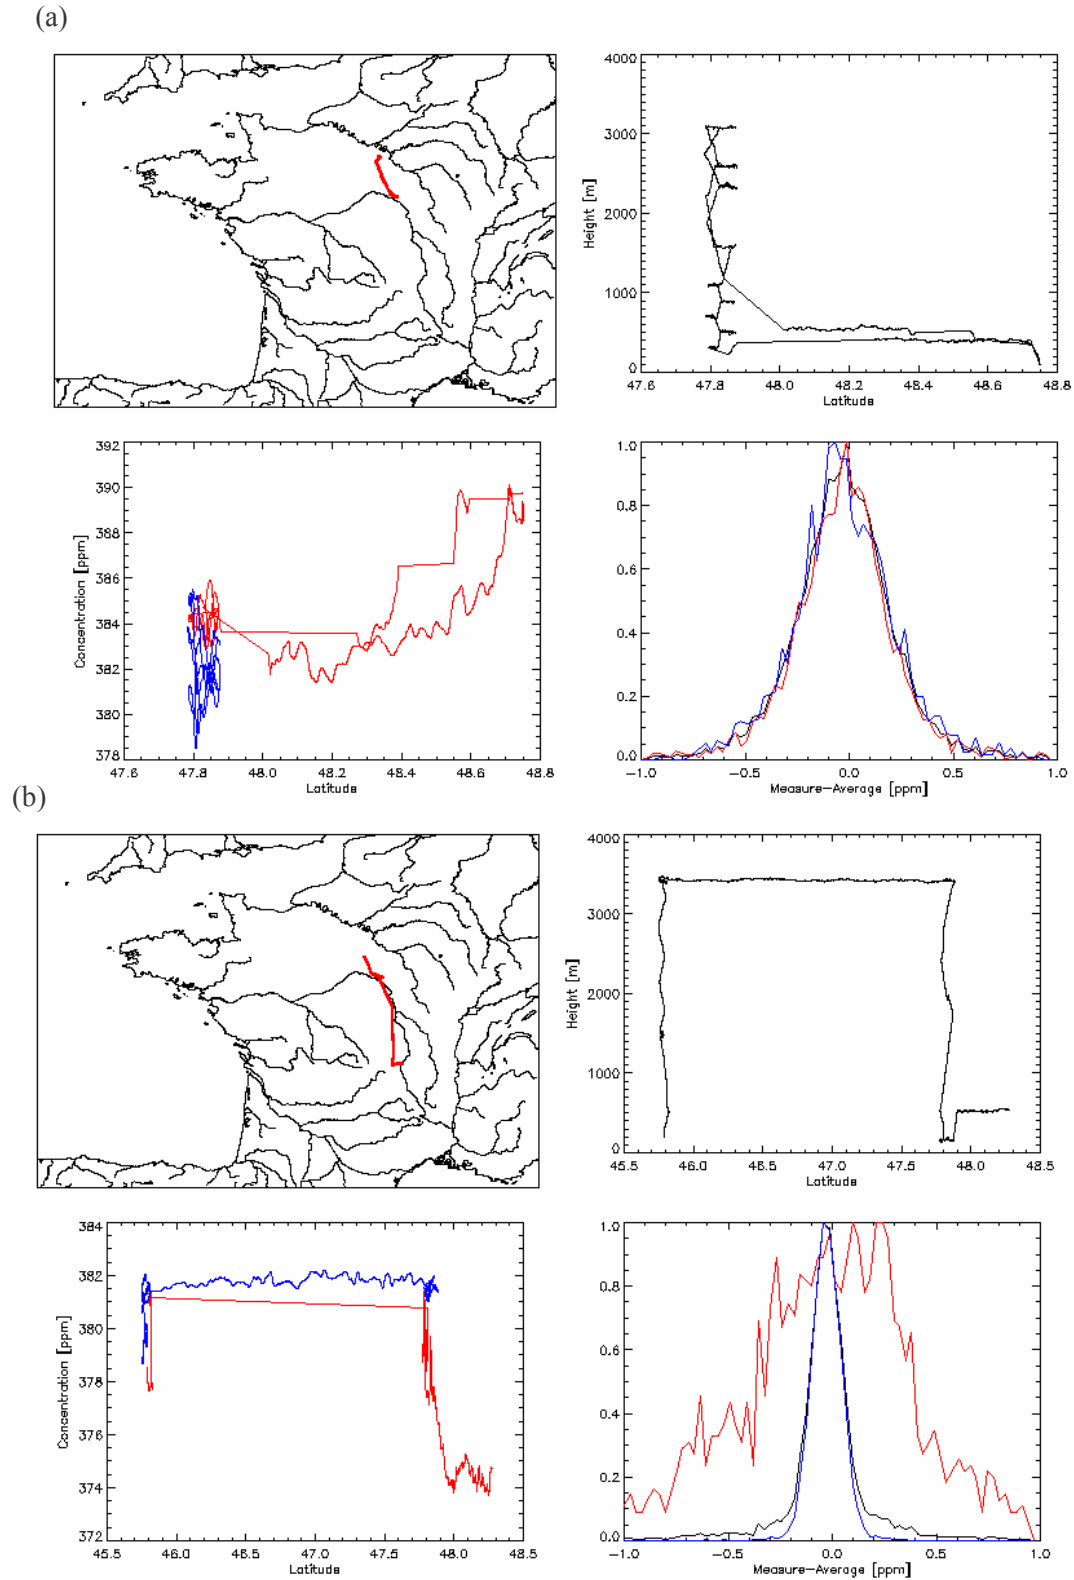 (a)
4000
3000
2000
1000
0
Height [m]
47.6 47.8 48.0 48.2 48.4 48.6 48.8
Latitude
392
390
388
386
384
382
380
378
Concentration [ppm]
47.6 47.8 48.0 48.2 48.4 48.6 48.8
Latitude
1.0
0.8
0.6
0.4
0.2
0.0
-1.0 -0.5 0.0 0.5 1.0
Measure-Average [ppm]
(b)
4000
3000
2000
1000
0
Height [m]
45.5 46.0 46.5 47.0 47.5 48.0 48.5
Latitude
384
382
380
378
376
374
372
Concentration [ppm]
45.5 46.0 46.5 47.0 47.5 48.0 48.5
Latitude
1.0
0.8
0.6
0.4
0.2
0.0
-1.0 -0.5 0.0 0.5 1.0
Measure-Average [ppm]